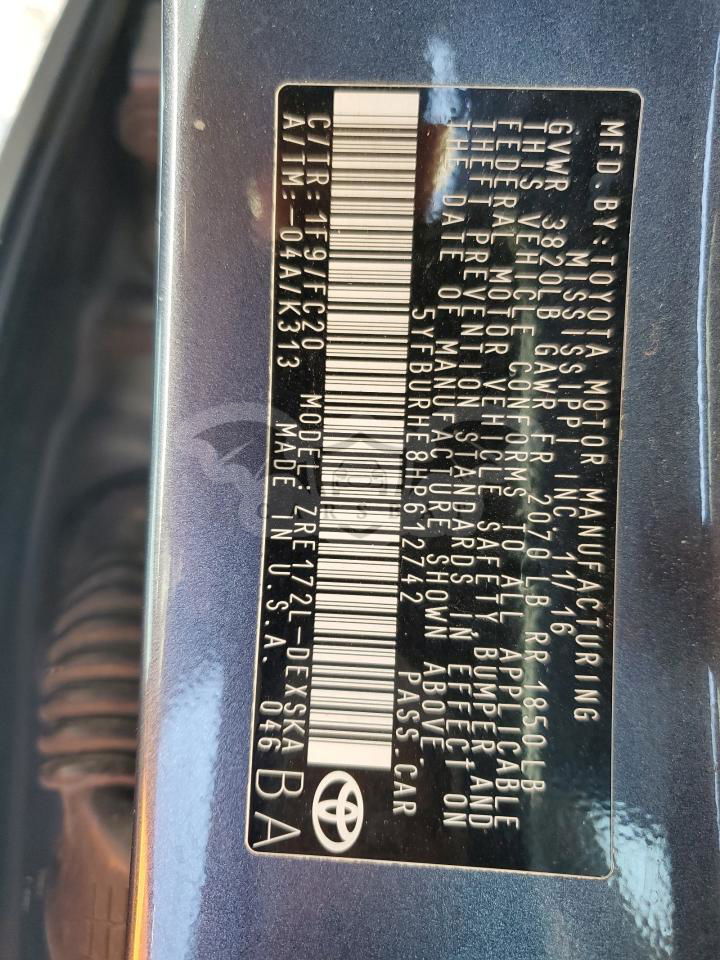 MFD.BY:TOYOTA MOTOR MANUFACTURING
MISSISSIPPI INC 11/16
GVWR 3820LB GAWR FR 2070 LB RR 1850LB
THIS VEHICLE CONFORMS TO ALL APPLICABLE
FEDERAL MOTOR VEHICLE SAFETY, BUMPER AND
THEFT PREVENTION STANDARDS IN EFFECT ON
THE DATE OF MANUFACTURE SHOWN ABOVE.
5YFBURHE8HP612742 PASS.CAR
C/TR:1F9/FC20 MODEL:ZRE172L-DEXSKA
A/TM:-04A/K313 MADE IN U.S.A. 046 BA